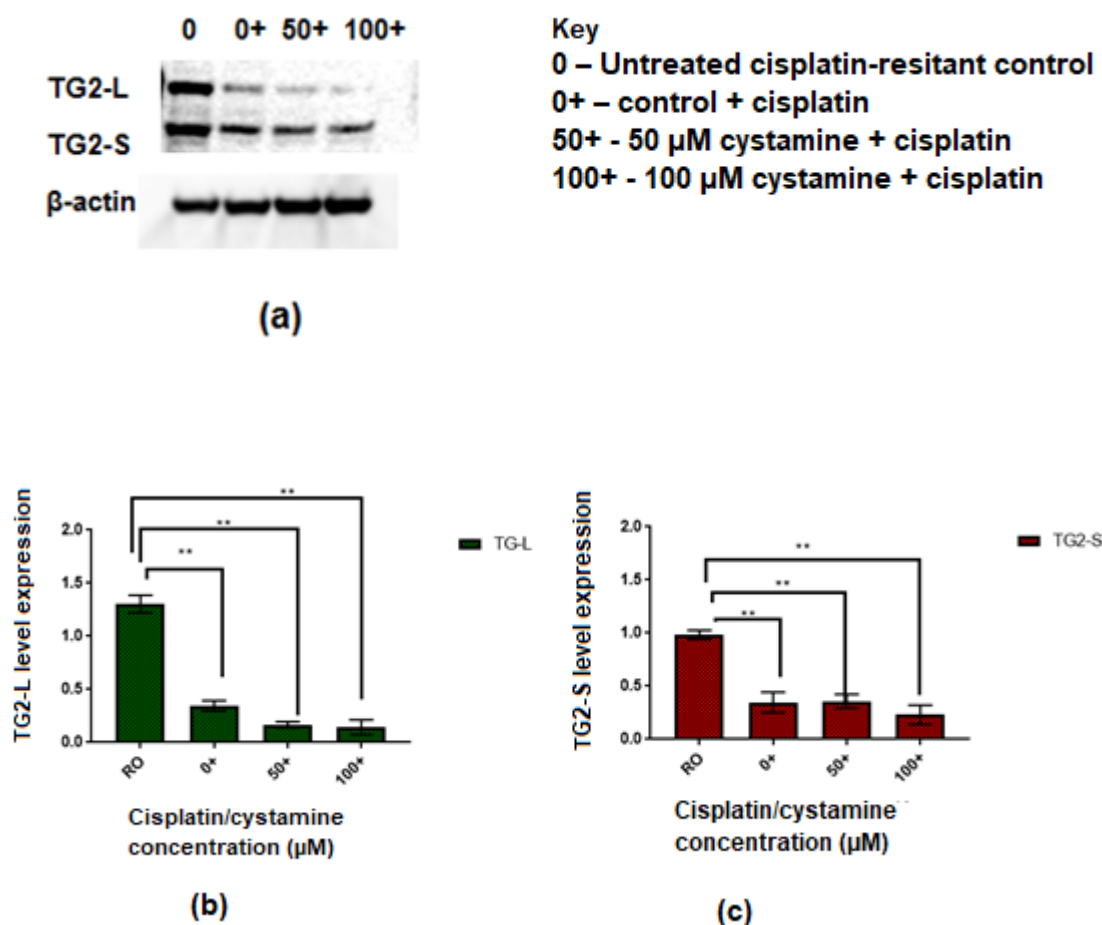 0 0+ 50+ 100+
TG2-L
TG2-S
β-actin
(a)
Key
0 – Untreated cisplatin-resitant control
0+ – control + cisplatin
50+ - 50 µM cystamine + cisplatin
100+ - 100 µM cystamine + cisplatin
TG2-L level expression
2.0
1.5
1.0
0.5
0.0
**
**
**
RO 0+ 50+ 100+
TG-L
Cisplatin/cystamine
concentration (µM)
(b)
TG2-S level expression
2.0
1.5
1.0
0.5
0.0
**
**
**
RO 0+ 50+ 100+
TG2-S
Cisplatin/cystamine
concentration (µM)
(c)